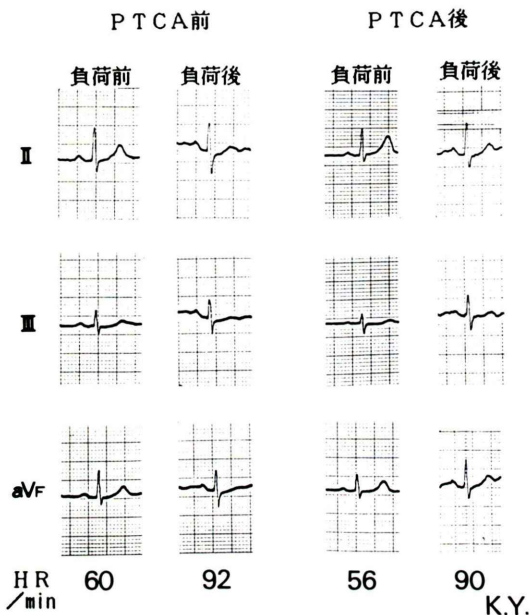 PTCA前 PTCA後
負荷前 負荷後 負荷前 負荷後
II
III
aVF
HR 60 92 56 90
/min
K.Y.